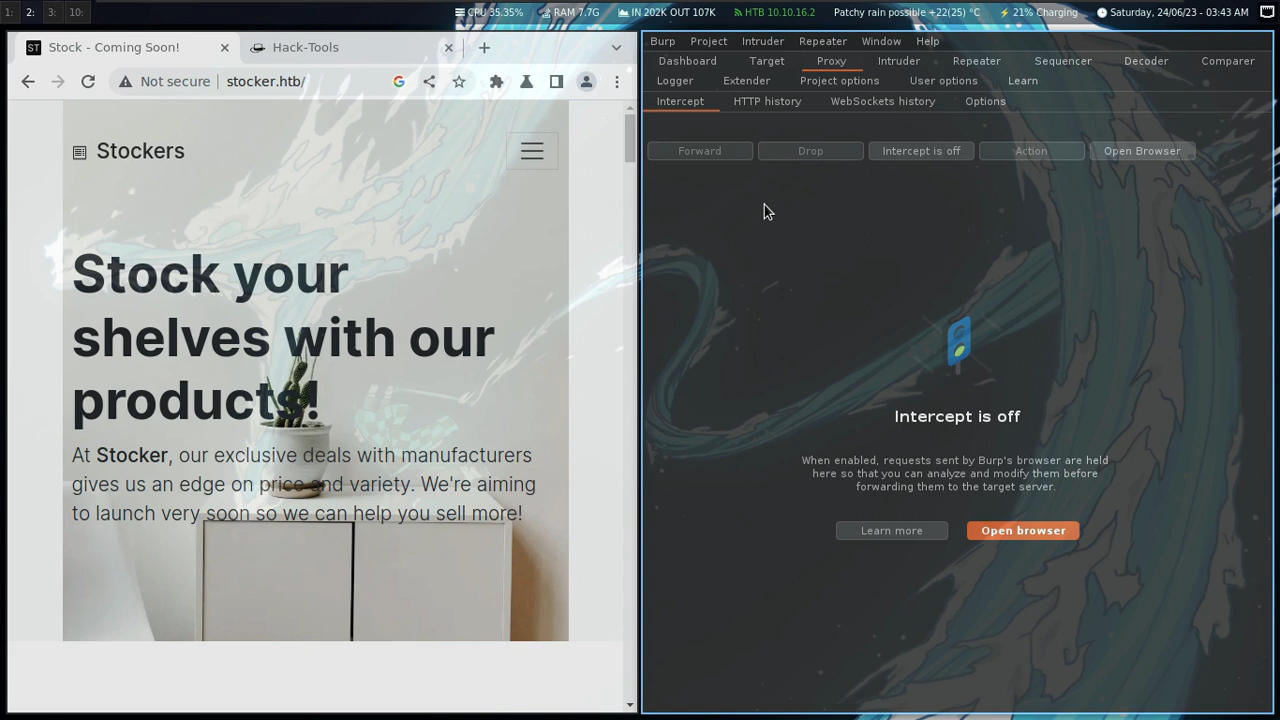 1: 2: 3: 10: CPU 35.35% RAM 7.7G IN 202K OUT 107K HTB 10.10.16.2 Patchy rain possible +22(25) °C 21% Charging Saturday, 24/06/23 - 03:43 AM
ST Stock - Coming Soon! Hack-Tools
Not secure stocker.htb/
Stockers
Stock your
shelves with our
products!
At Stocker, our exclusive deals with manufacturers
gives us an edge on price and variety. We're aiming
to launch very soon so we can help you sell more!
Burp Project Intruder Repeater Window Help
Dashboard Target Proxy Intruder Repeater Sequencer Decoder Comparer
Logger Extender Project options User options Learn
Intercept HTTP history WebSockets history Options
Forward Drop Intercept is off Action Open Browser
Intercept is off
When enabled, requests sent by Burp's browser are held
here so that you can analyze and modify them before
forwarding them to the target server.
Learn more Open browser